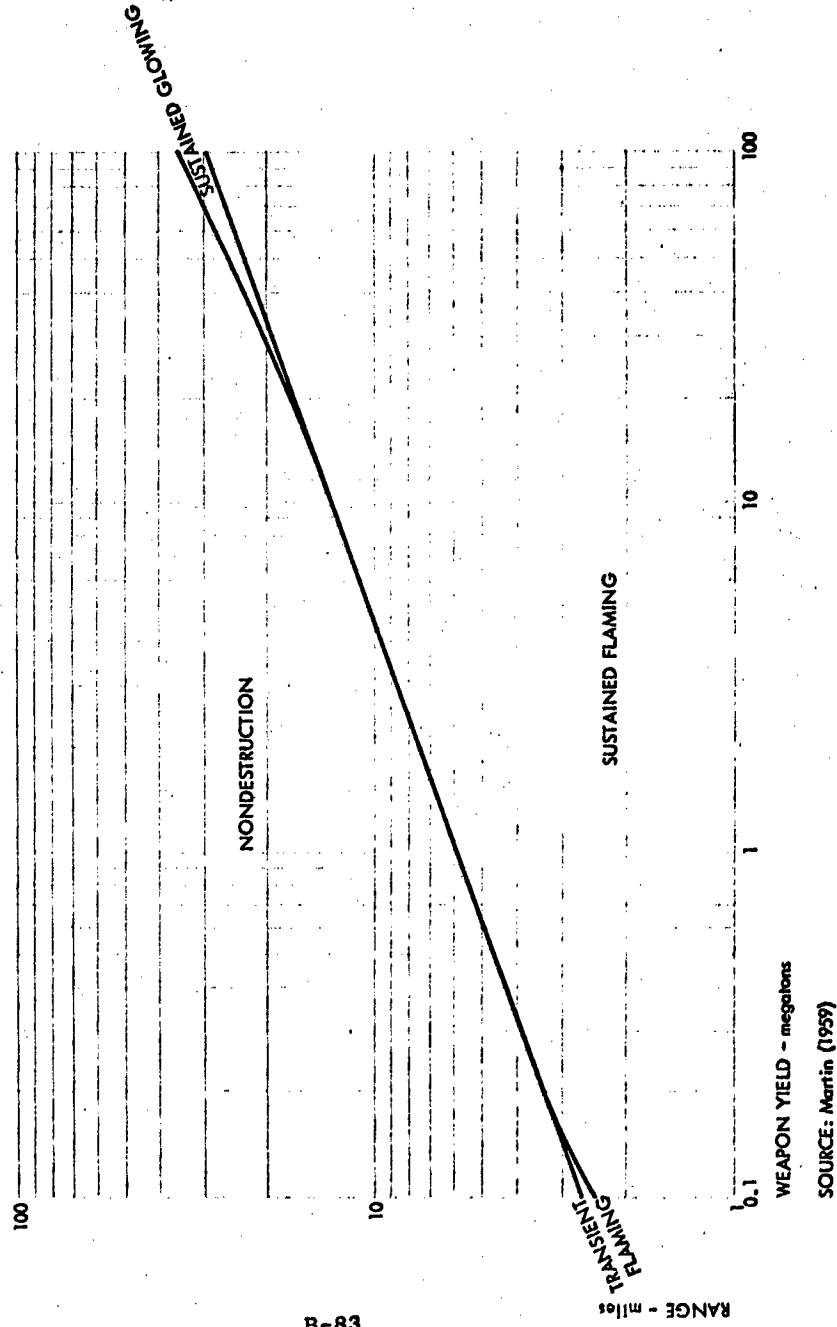 SUSTAINED GLOWING
100
NONDESTRUCTION
10
SUSTAINED FLAMING
TRANSIENT
FLAMING
1
0.1
1
10
100
RANGE - miles
WEAPON YIELD - megatons
SOURCE: Martin (1959)
B-83